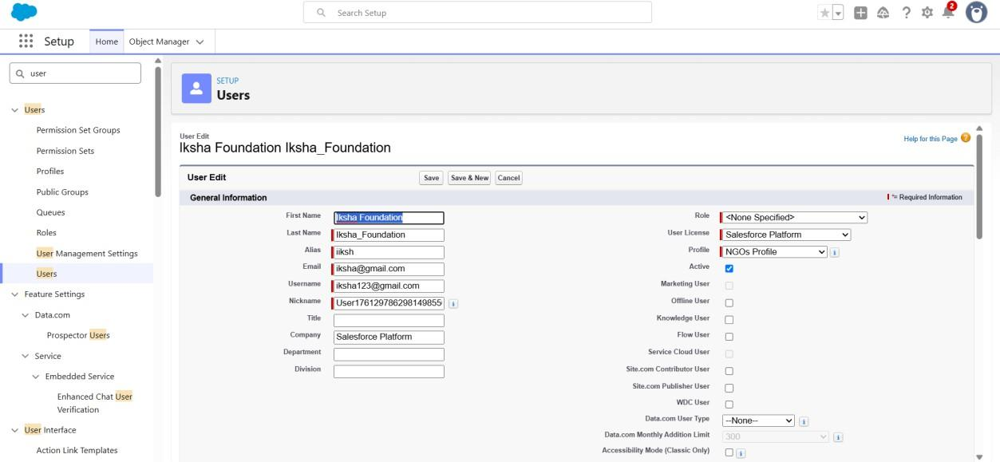 Search Setup
2
Setup
Home
Object Manager
user
Users
Permission Set Groups
Permission Sets
Profiles
Public Groups
Queues
Roles
User Management Settings
Users
Feature Settings
Data.com
Prospector Users
Service
Embedded Service
Enhanced Chat User
Verification
User Interface
Action Link Templates
SETUP
Users
User Edit
Iksha Foundation Iksha_Foundation
Help for this Page ?
User Edit
Save
Save & New
Cancel
General Information
= Required Information
First Name Iksha Foundation
Last Name Iksha_Foundation
Alias iiksh
Email iksha@gmail.com
Username iksha123@gmail.com
Nickname User176129786298149855 i
Title
Company Salesforce Platform
Department
Division
Role <None Specified>
User License Salesforce Platform
Profile NGOs Profile i
Active
Marketing User
Offline User
Knowledge User
Flow User
Service Cloud User
Site.com Contributor User
Site.com Publisher User
WDC User
Data.com User Type --None-- i
Data.com Monthly Addition Limit 300 i
Accessibility Mode (Classic Only) i